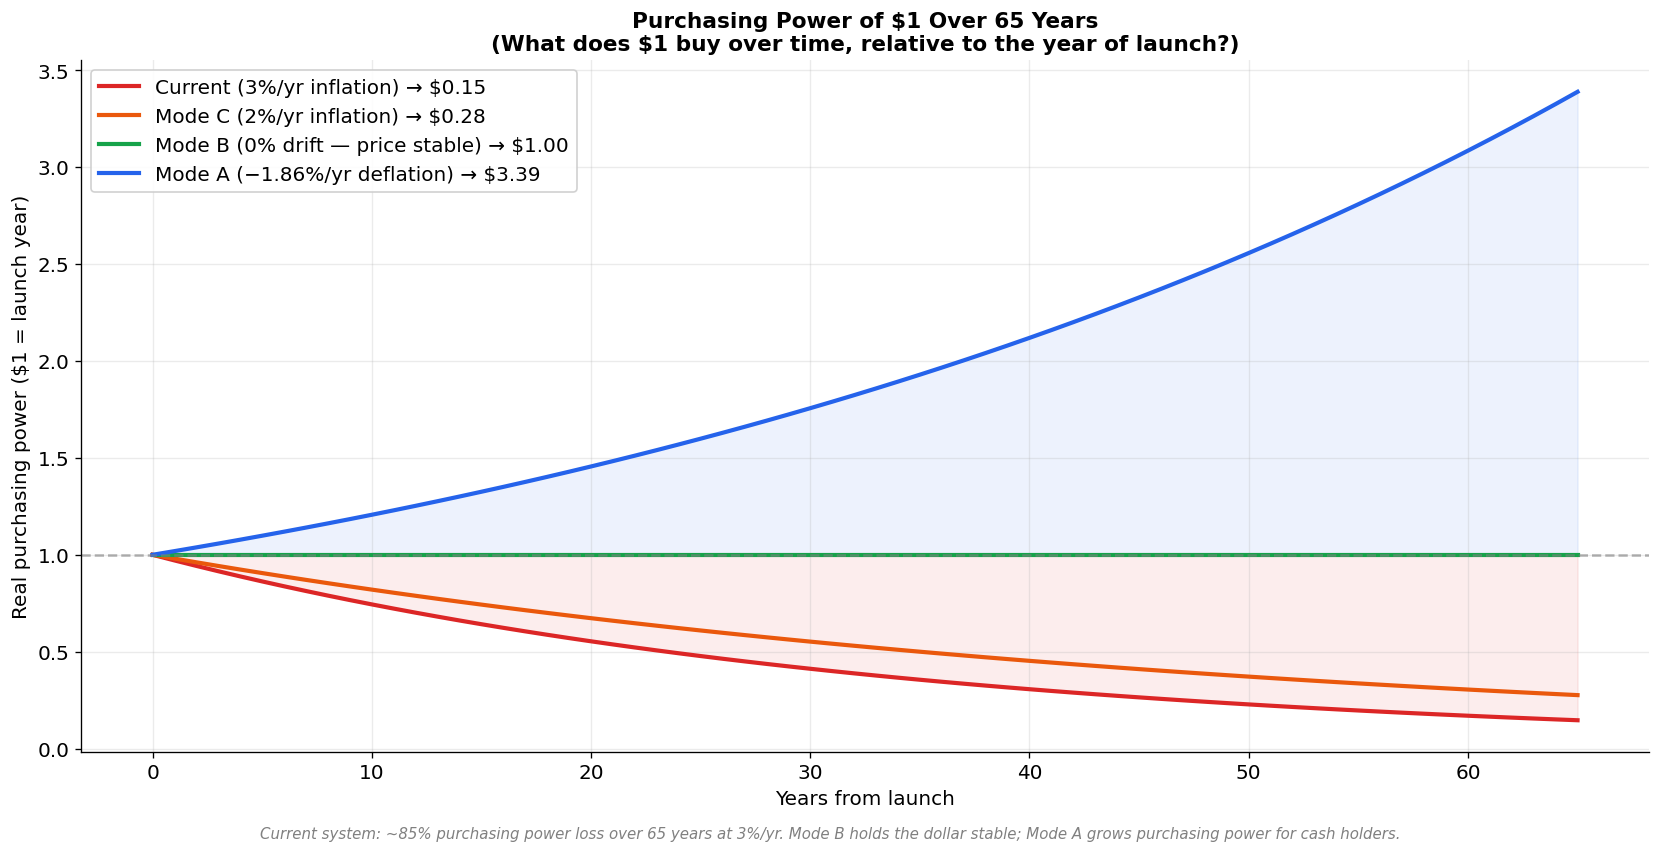 Purchasing Power of $1 Over 65 Years
(What does $1 buy over time, relative to the year of launch?)
Current (3%/yr inflation) → $0.15
Mode C (2%/yr inflation) → $0.28
Mode B (0% drift — price stable) → $1.00
Mode A (−1.86%/yr deflation) → $3.39
Real purchasing power ($1 = launch year)
3.5
3.0
2.5
2.0
1.5
1.0
0.5
0.0
0 10 20 30 40 50 60
Years from launch
Current system: ~85% purchasing power loss over 65 years at 3%/yr. Mode B holds the dollar stable; Mode A grows purchasing power for cash holders.